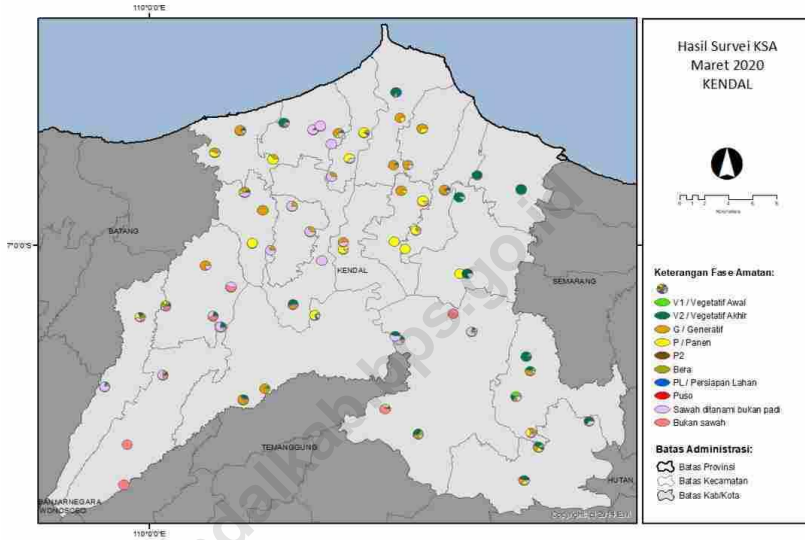 110°0'0"E
Hasil Survei KSA
Maret 2020
KENDAL
BATANG
7°0'0"S
KENDAL
SEMARANG
TEMANGGUNG
BANJARNEGARA
WONOSOBO
HUTAN
110°0'0"E
Keterangan Fase Amatan:
V1 / Vegetatif Awal
V2 / Vegetatif Akhir
G / Generatif
P / Panen
P2
Bera
PL / Persiapan Lahan
Puso
Sawah ditanami bukan padi
Bukan sawah
Batas Administrasi:
Batas Provinsi
Batas Kecamatan
Batas Kab/Kota